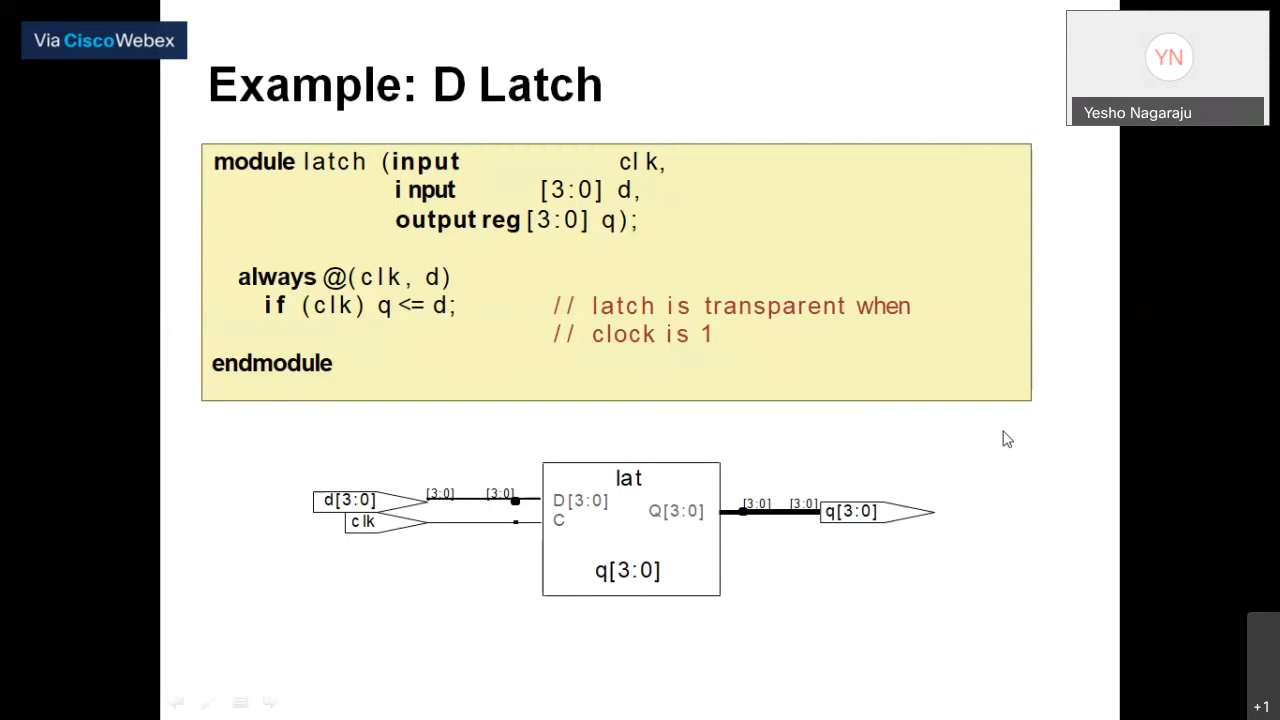 Via CiscoWebex
YN
Yesho Nagaraju
Example: D Latch
module latch (input clk,
input [3:0] d,
output reg [3:0] q);
always @(clk, d)
if (clk) q <= d; // latch is transparent when
// clock is 1
endmodule
lat
d[3:0] [3:0] [3:0] D[3:0] Q[3:0] [3:0] [3:0] q[3:0]
clk C
q[3:0]
+1